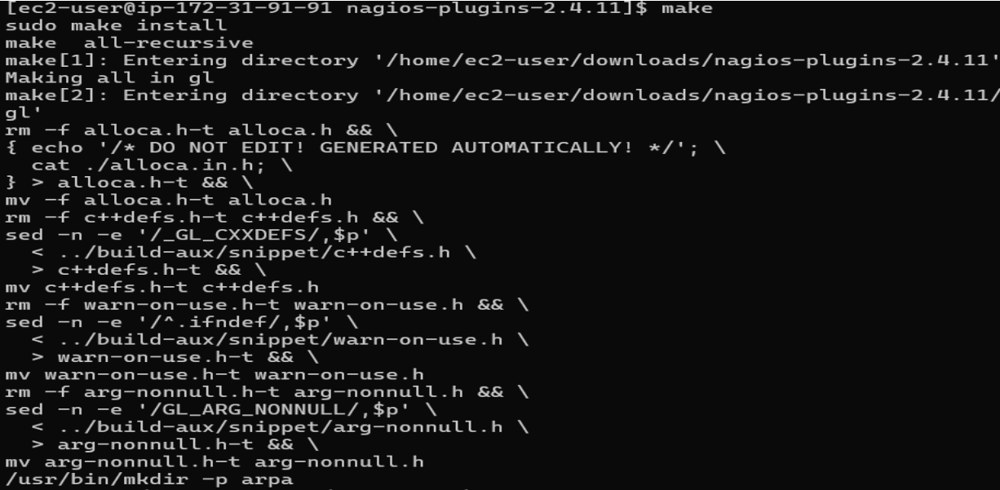 [ec2-user@ip-172-31-91-91 nagios-plugins-2.4.11]$ make
sudo make install
make  all-recursive
make[1]: Entering directory '/home/ec2-user/downloads/nagios-plugins-2.4.11'
Making all in gl
make[2]: Entering directory '/home/ec2-user/downloads/nagios-plugins-2.4.11/
gl'
rm -f alloca.h-t alloca.h && \
{ echo '/* DO NOT EDIT! GENERATED AUTOMATICALLY! */'; \
  cat ./alloca.in.h; \
} > alloca.h-t && \
mv -f alloca.h-t alloca.h
rm -f c++defs.h-t c++defs.h && \
sed -n -e '/_GL_CXXDEFS/,$p' \
  < ../build-aux/snippet/c++defs.h \
  > c++defs.h-t && \
mv c++defs.h-t c++defs.h
rm -f warn-on-use.h-t warn-on-use.h && \
sed -n -e '/^.ifndef/,$p' \
  < ../build-aux/snippet/warn-on-use.h \
  > warn-on-use.h-t && \
mv warn-on-use.h-t warn-on-use.h
rm -f arg-nonnull.h-t arg-nonnull.h && \
sed -n -e '/GL_ARG_NONNULL/,$p' \
  < ../build-aux/snippet/arg-nonnull.h \
  > arg-nonnull.h-t && \
mv arg-nonnull.h-t arg-nonnull.h
/usr/bin/mkdir -p arpa